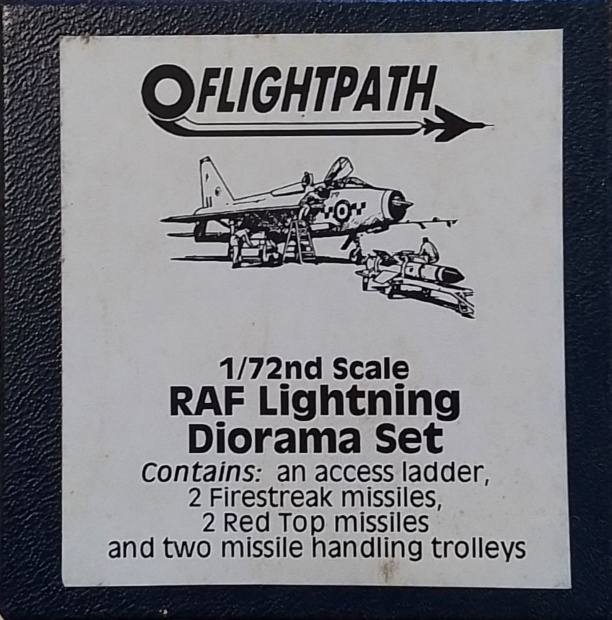 FLIGHTPATH
1/72nd Scale
RAF Lightning
Diorama Set
Contains: an access ladder,
2 Firestreak missiles,
2 Red Top missiles
and two missile handling trolleys